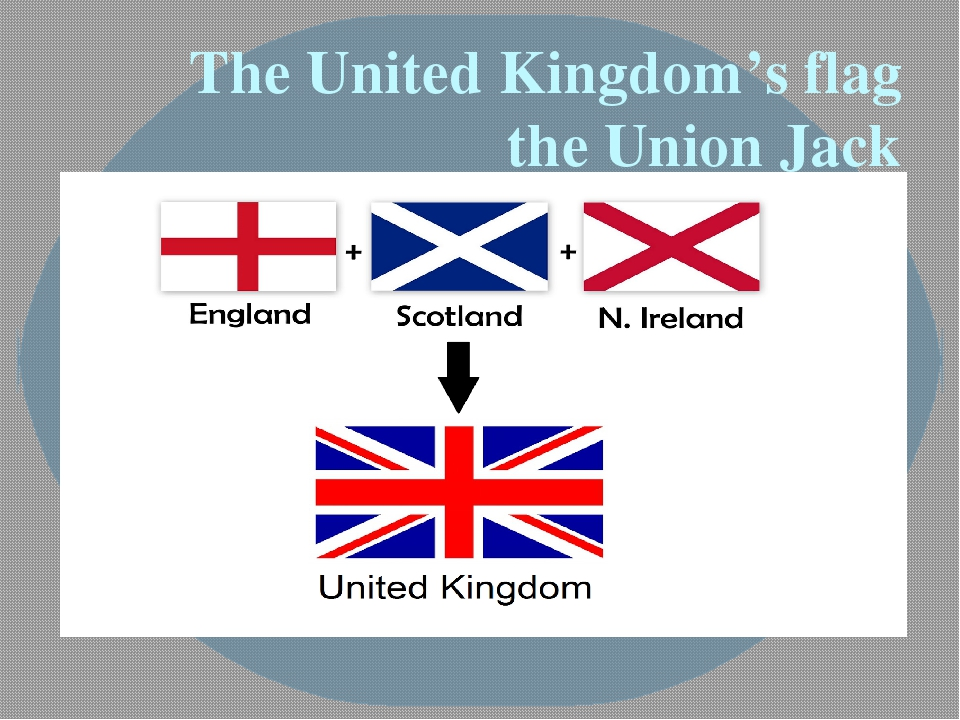 The United Kingdom’s flag
the Union Jack
+ +
England Scotland N. Ireland
United Kingdom